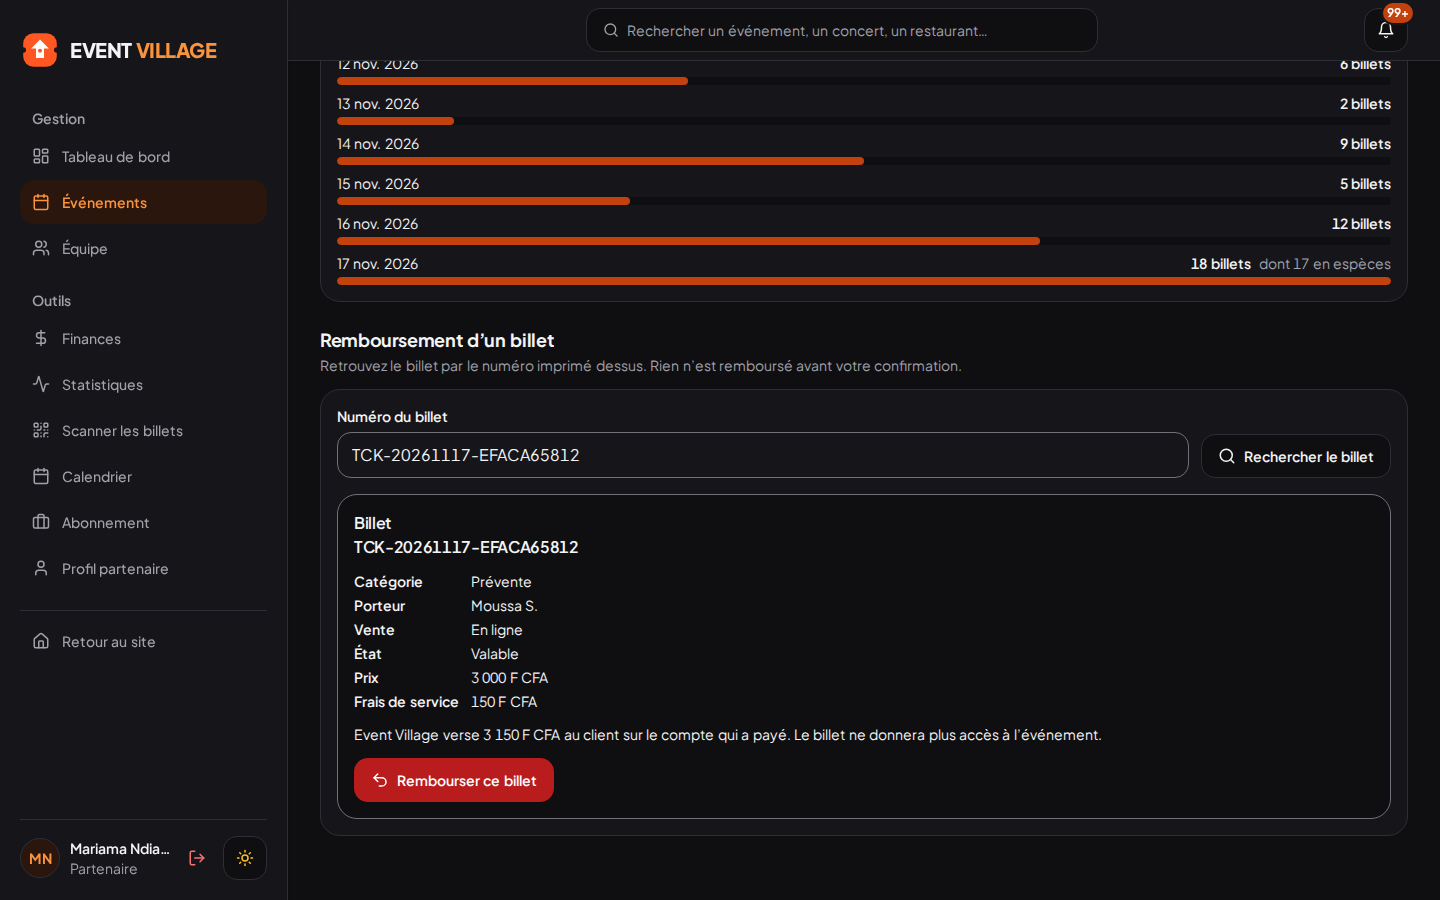 EVENT VILLAGE
Rechercher un événement, un concert, un restaurant...
99+
Gestion
Tableau de bord
Événements
Équipe
Outils
Finances
Statistiques
Scanner les billets
Calendrier
Abonnement
Profil partenaire
Retour au site
MN
Mariama Ndia...
Partenaire
12 nov. 2026 6 billets
13 nov. 2026 2 billets
14 nov. 2026 9 billets
15 nov. 2026 5 billets
16 nov. 2026 12 billets
17 nov. 2026 18 billets dont 17 en espèces
Remboursement d’un billet
Retrouvez le billet par le numéro imprimé dessus. Rien n’est remboursé avant votre confirmation.
Numéro du billet
TCK-20261117-EFACA65812 Rechercher le billet
Billet
TCK-20261117-EFACA65812
Catégorie Prévente
Porteur Moussa S.
Vente En ligne
État Valable
Prix 3 000 F CFA
Frais de service 150 F CFA
Event Village verse 3 150 F CFA au client sur le compte qui a payé. Le billet ne donnera plus accès à l’événement.
Rembourser ce billet